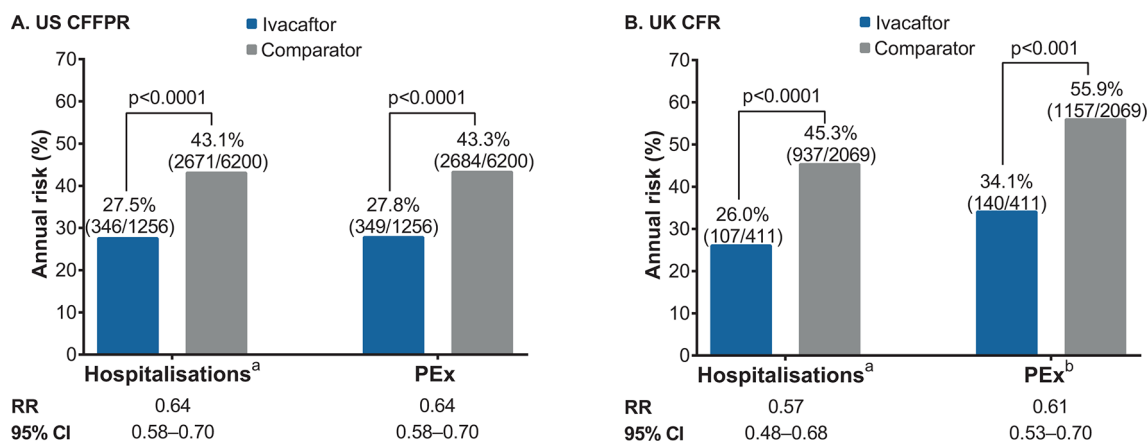 A. US CFFPR
Ivacaftor
Comparator
Annual risk (%)
70
60
50
40
30
20
10
0
p<0.0001
27.5%
(346/1256)
43.1%
(2671/6200)
p<0.0001
27.8%
(349/1256)
43.3%
(2684/6200)
Hospitalisationsa
PEx
RR 0.64 0.64
95% CI 0.58–0.70 0.58–0.70
B. UK CFR
Ivacaftor
Comparator
Annual risk (%)
70
60
50
40
30
20
10
0
p<0.0001
26.0%
(107/411)
45.3%
(937/2069)
p<0.001
34.1%
(140/411)
55.9%
(1157/2069)
Hospitalisationsa
PExb
RR 0.57 0.61
95% CI 0.48–0.68 0.53–0.70